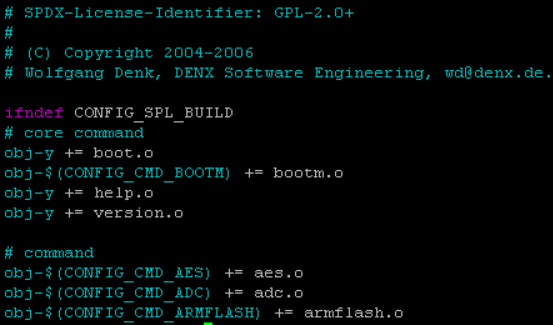 # SPDX-License-Identifier: GPL-2.0+
#
# (C) Copyright 2004-2006
# Wolfgang Denk, DENX Software Engineering, wd@denx.de.
ifndef CONFIG_SPL_BUILD
# core command
obj-y += boot.o
obj-$(CONFIG_CMD_BOOTM) += bootm.o
obj-y += help.o
obj-y += version.o
# command
obj-$(CONFIG_CMD_AES) += aes.o
obj-$(CONFIG_CMD_ADC) += adc.o
obj-$(CONFIG_CMD_ARMFLASH) += armflash.o